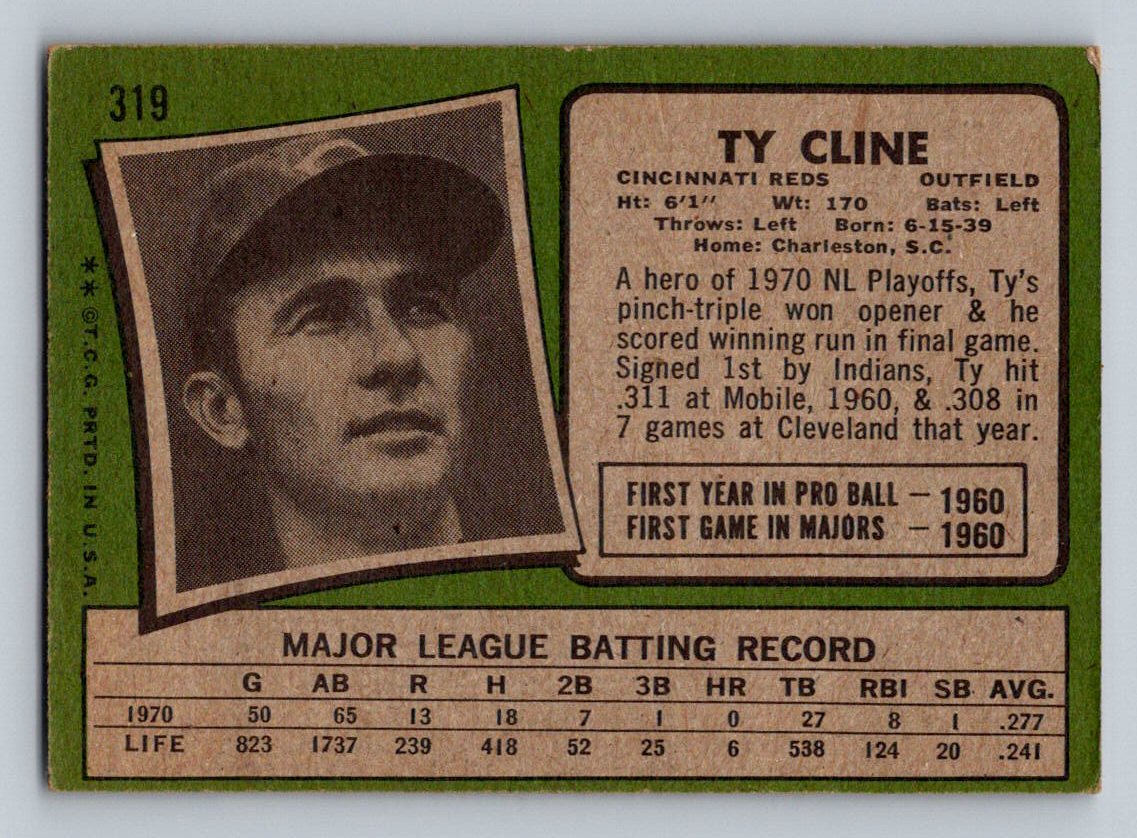 319
**©T.C.G. PRTD. IN U.S.A.
TY CLINE
CINCINNATI REDS OUTFIELD
Ht: 6'1" Wt: 170 Bats: Left
Throws: Left Born: 6-15-39
Home: Charleston, S.C.
A hero of 1970 NL Playoffs, Ty's
pinch-triple won opener & he
scored winning run in final game.
Signed 1st by Indians, Ty hit
.311 at Mobile, 1960, & .308 in
7 games at Cleveland that year.
FIRST YEAR IN PRO BALL — 1960
FIRST GAME IN MAJORS — 1960
MAJOR LEAGUE BATTING RECORD
G AB R H 2B 3B HR TB RBI SB AVG.
1970 50 65 13 18 7 1 0 27 8 1 .277
LIFE 823 1737 239 418 52 25 6 538 124 20 .241